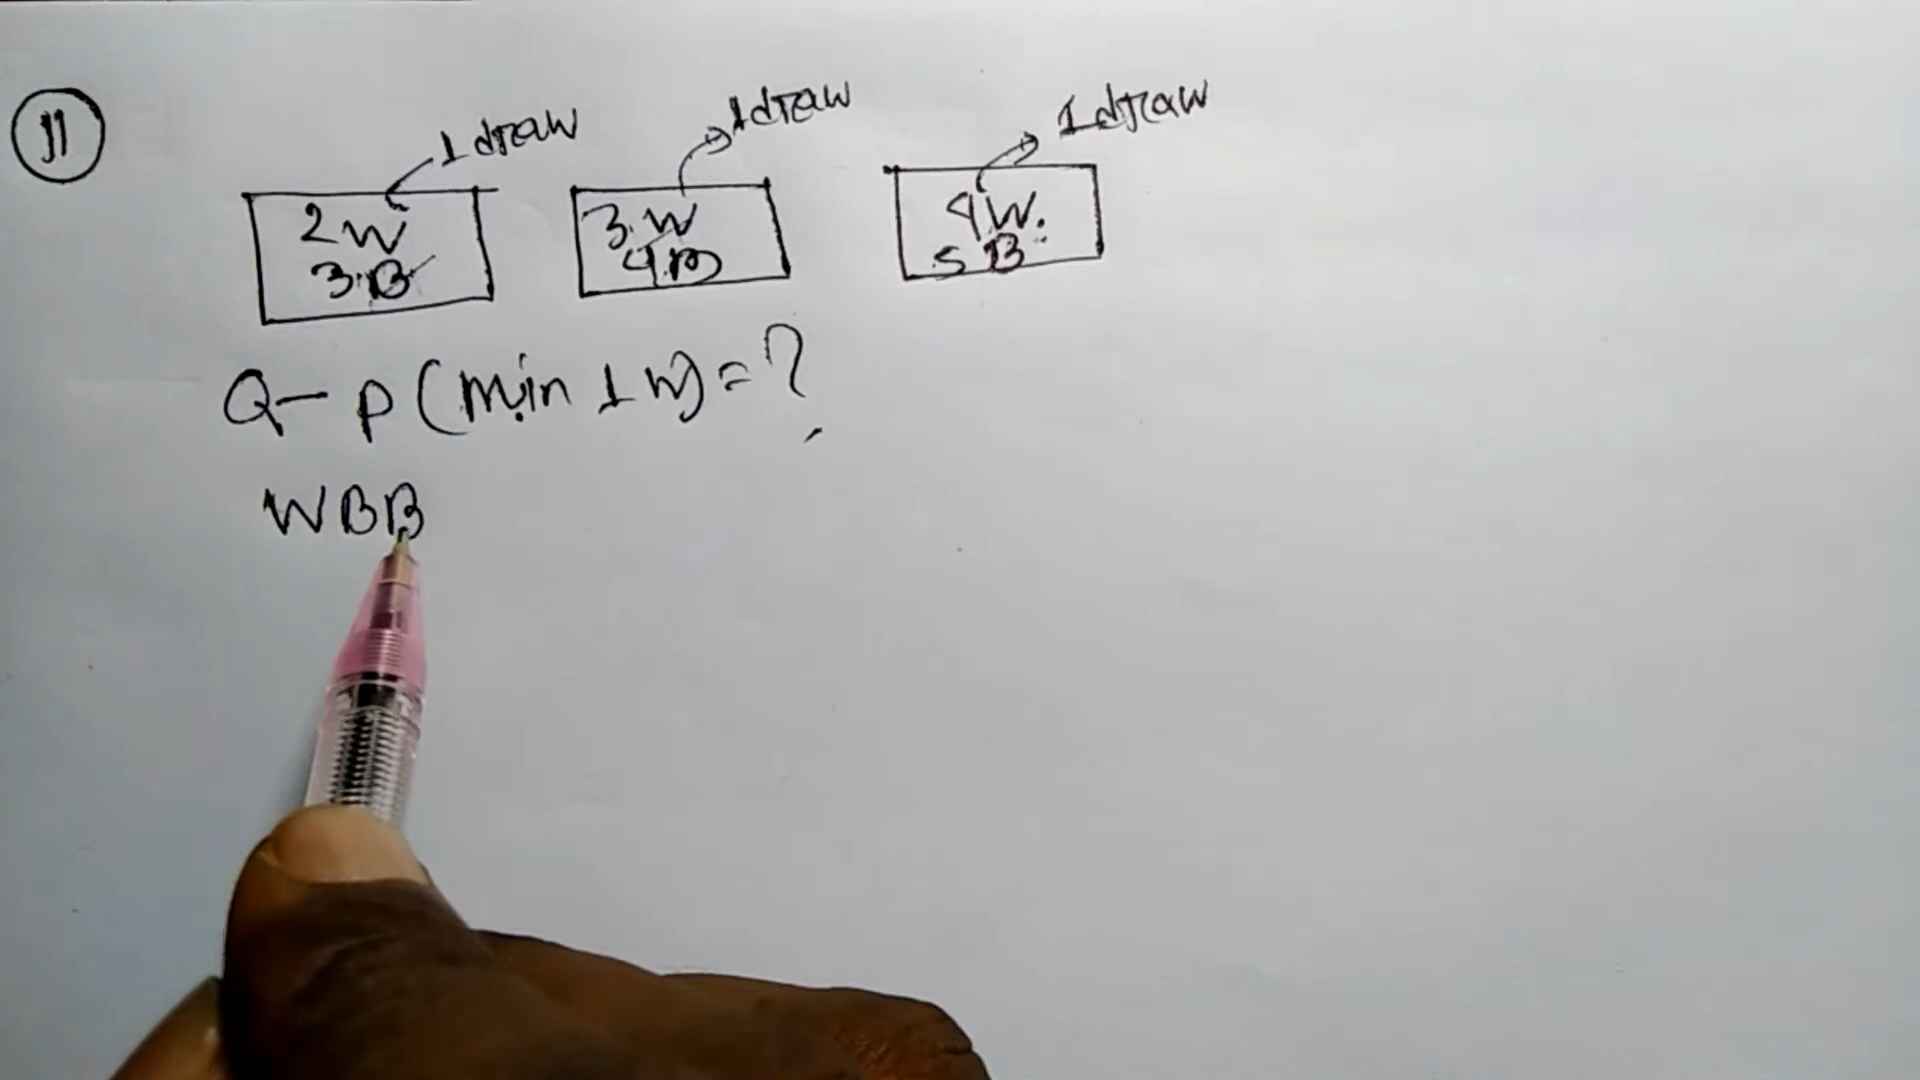 11
1 draw 1 draw 1 draw
2 W 3 W 4 W.
3 B 4 B 5 B
Q - P (min 1 W) = ?
W B B